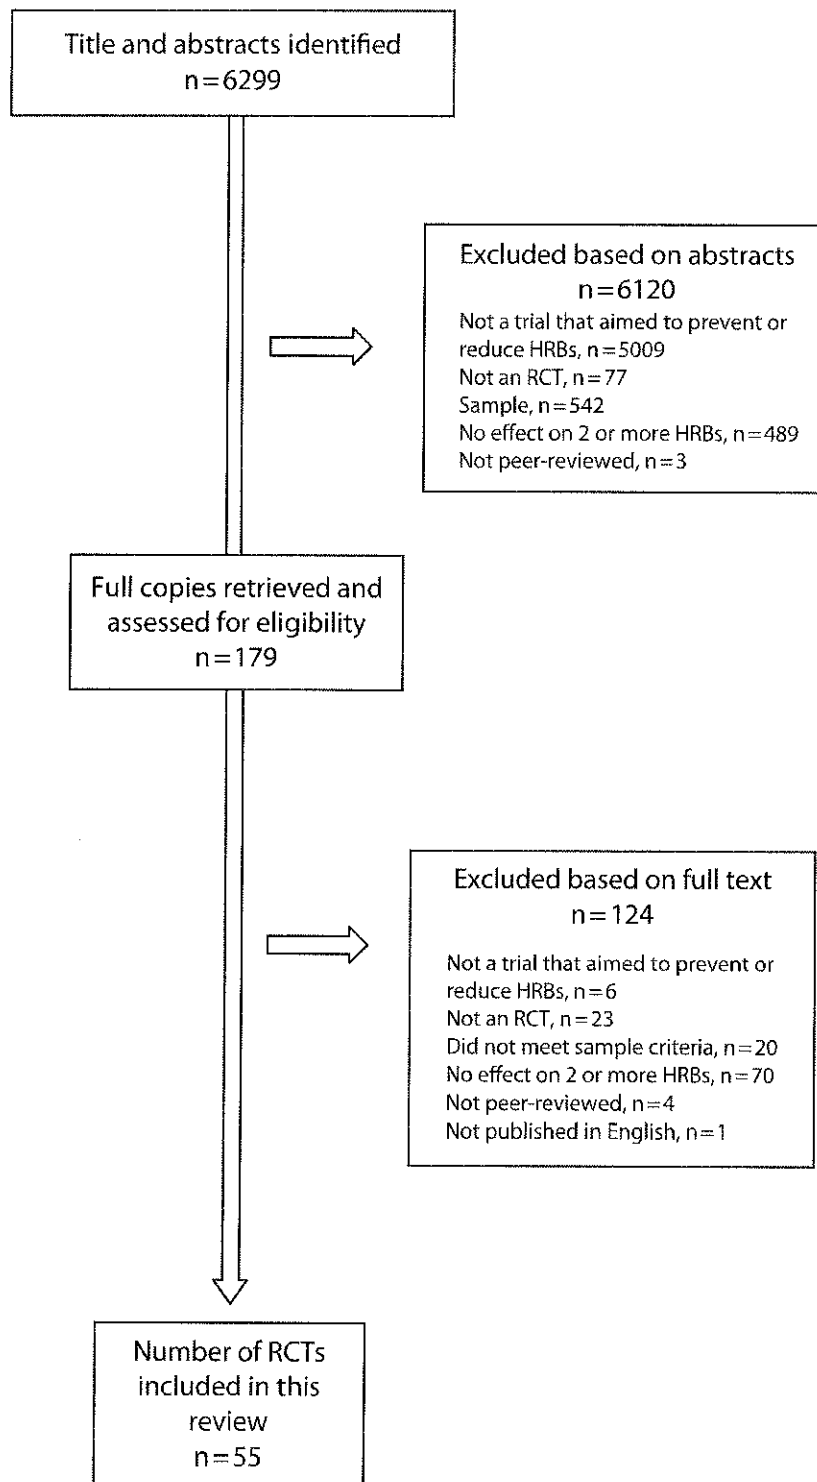 Title and abstracts identified
n=6299
Excluded based on abstracts
n=6120
Not a trial that aimed to prevent or
reduce HRBs, n=5009
Not an RCT, n=77
Sample, n=542
No effect on 2 or more HRBs, n=489
Not peer-reviewed, n=3
Full copies retrieved and
assessed for eligibility
n=179
Excluded based on full text
n=124
Not a trial that aimed to prevent or
reduce HRBs, n=6
Not an RCT, n=23
Did not meet sample criteria, n=20
No effect on 2 or more HRBs, n=70
Not peer-reviewed, n=4
Not published in English, n=1
Number of RCTs
included in this
review
n=55